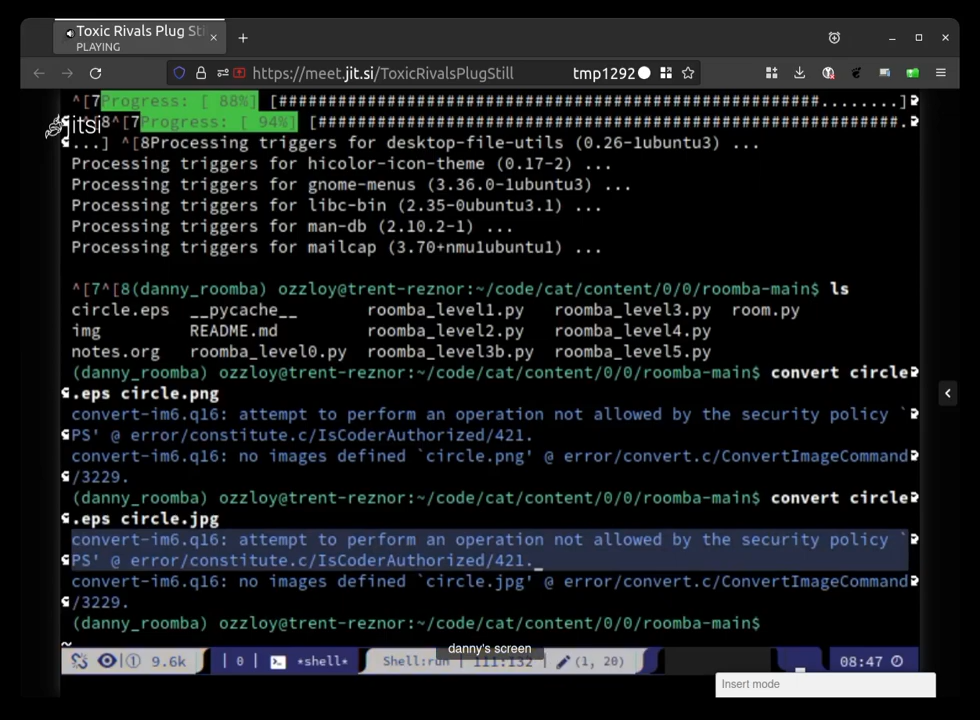 Toxic Rivals Plug Sti
PLAYING
https://meet.jit.si/ToxicRivalsPlugStill
tmp1292
^[7Progress: [ 88%] [##########################################################........]
jitsi
^[8^[7Progress: [ 94%] [##############################################################.
...] ^[8Processing triggers for desktop-file-utils (0.26-1ubuntu3) ...
Processing triggers for hicolor-icon-theme (0.17-2) ...
Processing triggers for gnome-menus (3.36.0-1ubuntu3) ...
Processing triggers for libc-bin (2.35-0ubuntu3.1) ...
Processing triggers for man-db (2.10.2-1) ...
Processing triggers for mailcap (3.70+nmu1ubuntu1) ...
^[7^[8(danny_roomba) ozzloy@trent-reznor:~/code/cat/content/0/0/roomba-main$ ls
circle.eps __pycache__ roomba_level1.py roomba_level3.py room.py
img README.md roomba_level2.py roomba_level4.py
notes.org roomba_level0.py roomba_level3b.py roomba_level5.py
(danny_roomba) ozzloy@trent-reznor:~/code/cat/content/0/0/roomba-main$ convert circle
.eps circle.png
convert-im6.q16: attempt to perform an operation not allowed by the security policy `
PS' @ error/constitute.c/IsCoderAuthorized/421.
convert-im6.q16: no images defined `circle.png' @ error/convert.c/ConvertImageCommand
/3229.
(danny_roomba) ozzloy@trent-reznor:~/code/cat/content/0/0/roomba-main$ convert circle
.eps circle.jpg
convert-im6.q16: attempt to perform an operation not allowed by the security policy `
PS' @ error/constitute.c/IsCoderAuthorized/421.
convert-im6.q16: no images defined `circle.jpg' @ error/convert.c/ConvertImageCommand
/3229.
(danny_roomba) ozzloy@trent-reznor:~/code/cat/content/0/0/roomba-main$
~
danny's screen
① 9.6k | 0 | *shell* Shell:run | 111:132 (1, 20) 08:47
Insert mode